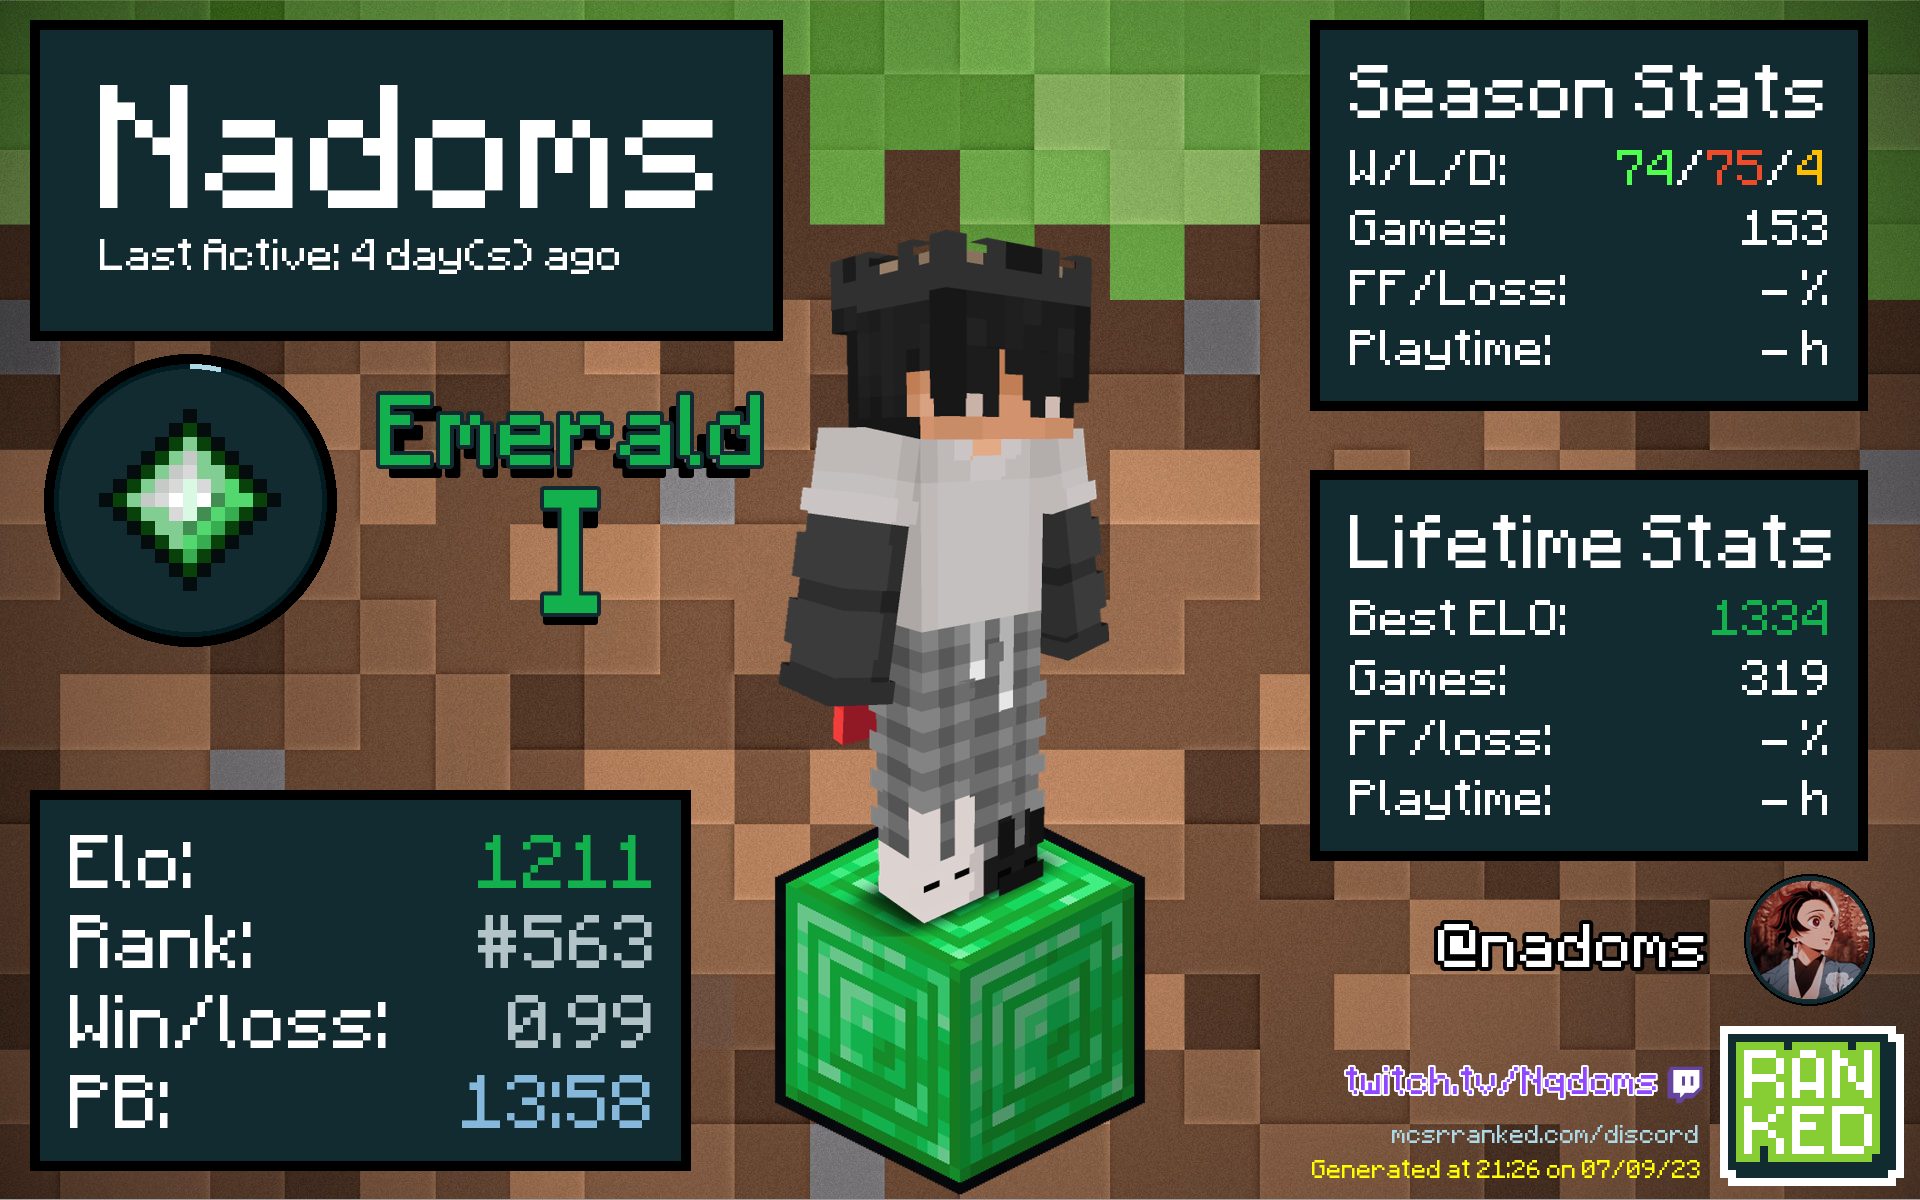 Nadoms
Last Active: 4 day(s) ago
Emerald
I
Elo: 1211
Rank: #563
Win/loss: 0.99
PB: 13:58
Season Stats
W/L/D: 74/75/4
Games: 153
FF/Loss: - %
Playtime: - h
Lifetime Stats
Best ELO: 1334
Games: 319
FF/loss: - %
Playtime: - h
@nadoms
twitch.tv/Nqdoms
mcsrranked.com/discord
Generated at 21:26 on 07/09/23
RAN
KED